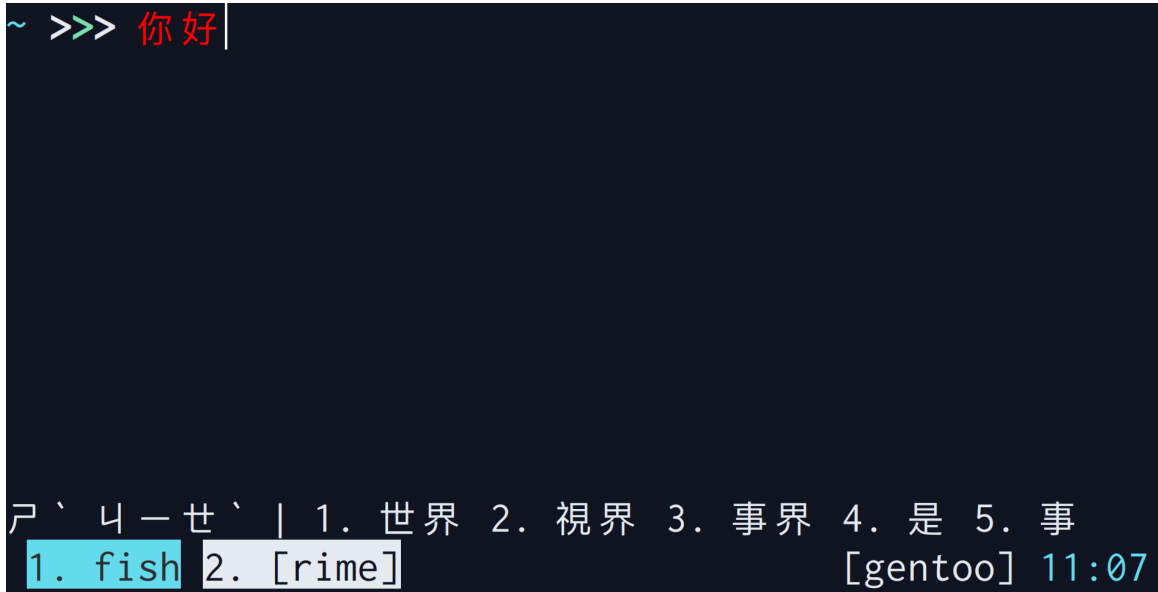 ~ >>> 你好
ㄕˋ ㄐㄧㄝˋ | 1. 世界 2. 視界 3. 事界 4. 是 5. 事
1. fish 2. [rime] [gentoo] 11:07